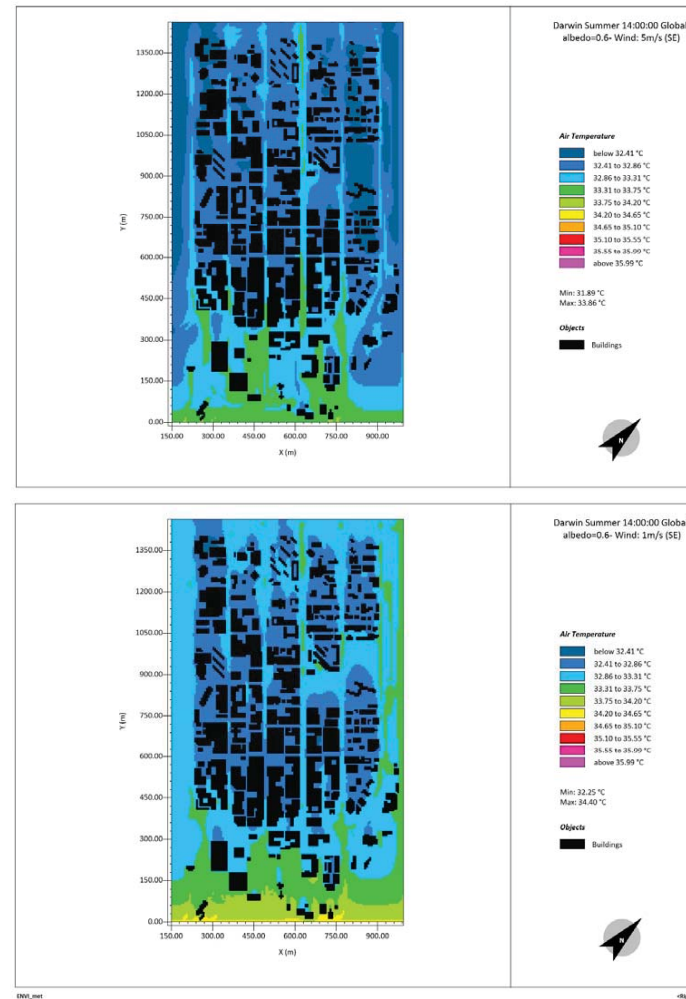 Darwin Summer 14:00:00 Global
albedo=0.6- Wind: 5m/s (SE)
1350.00
1200.00
1050.00
900.00
750.00
600.00
450.00
300.00
150.00
0.00
Y (m)
150.00 300.00 450.00 600.00 750.00 900.00
X (m)
Air Temperature
below 32.41 °C
32.41 to 32.86 °C
32.86 to 33.31 °C
33.31 to 33.75 °C
33.75 to 34.20 °C
34.20 to 34.65 °C
34.65 to 35.10 °C
35.10 to 35.55 °C
35.55 to 35.99 °C
above 35.99 °C
Min: 31.89 °C
Max: 33.86 °C
Objects
Buildings
N
Darwin Summer 14:00:00 Global
albedo=0.6- Wind: 1m/s (SE)
1350.00
1200.00
1050.00
900.00
750.00
600.00
450.00
300.00
150.00
0.00
Y (m)
150.00 300.00 450.00 600.00 750.00 900.00
X (m)
Air Temperature
below 32.41 °C
32.41 to 32.86 °C
32.86 to 33.31 °C
33.31 to 33.75 °C
33.75 to 34.20 °C
34.20 to 34.65 °C
34.65 to 35.10 °C
35.10 to 35.55 °C
35.55 to 35.99 °C
above 35.99 °C
Min: 32.25 °C
Max: 34.40 °C
Objects
Buildings
N
ENVI_met